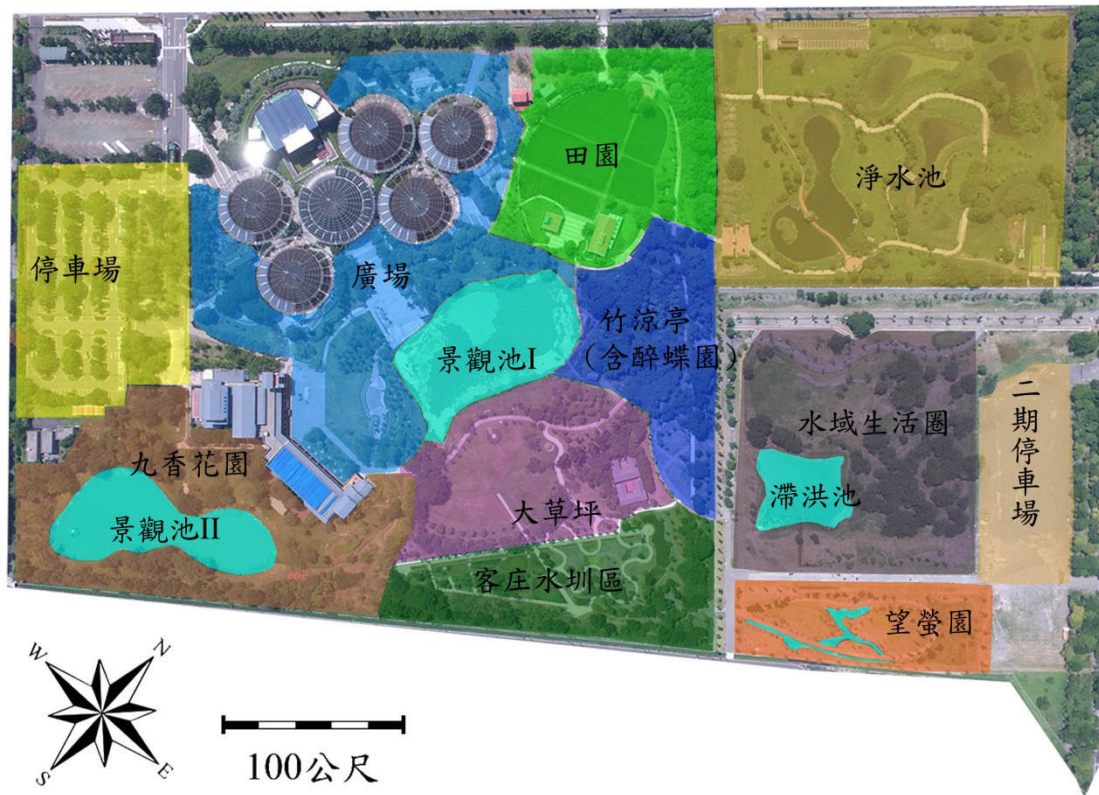 田園
淨水池
停車場
廣場
景觀池I
竹涼亭
（含醉蝶園）
二期停車場
水域生活圈
九香花園
滯洪池
大草坪
景觀池II
客庄水圳區
望螢園
W
N
S
E
100公尺